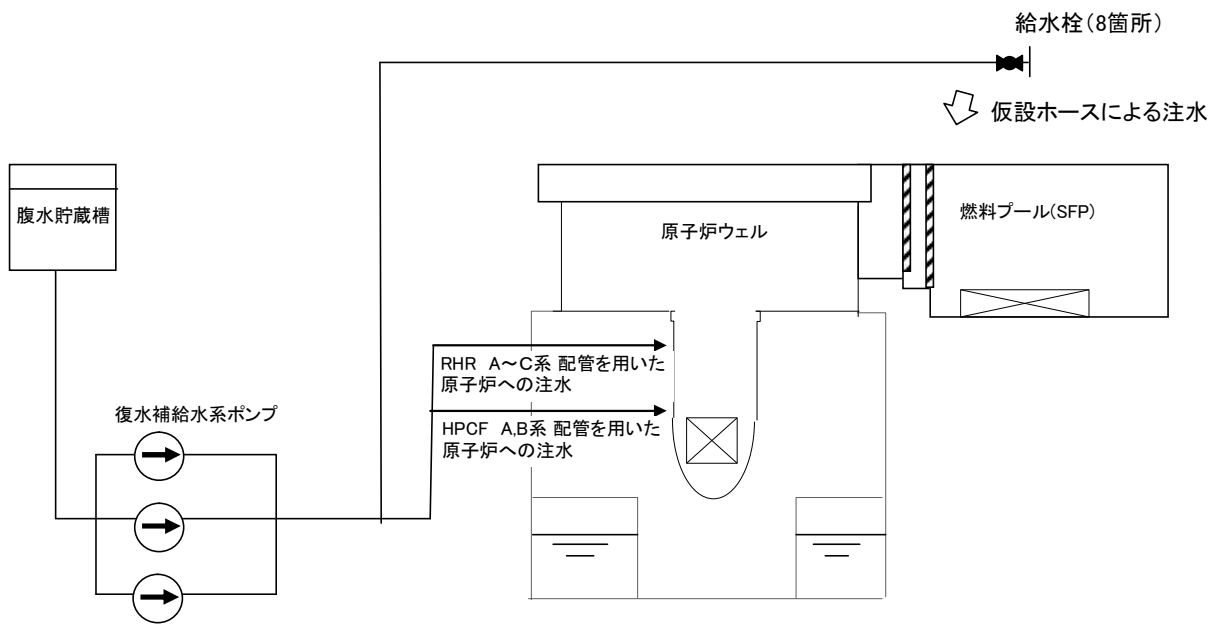 給水栓(8箇所)
仮設ホースによる注水
腹水貯蔵槽
原子炉ウェル
燃料プール(SFP)
RHR A～C系 配管を用いた
原子炉への注水
復水補給水系ポンプ
HPCF A,B系 配管を用いた
原子炉への注水